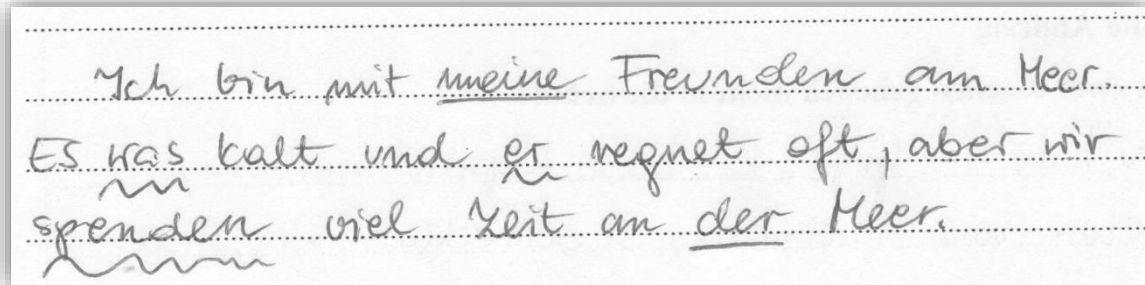 Ich bin mit meine Freunden am Meer.
Es was kalt und er regnet oft, aber wir
spenden viel Zeit an der Meer.